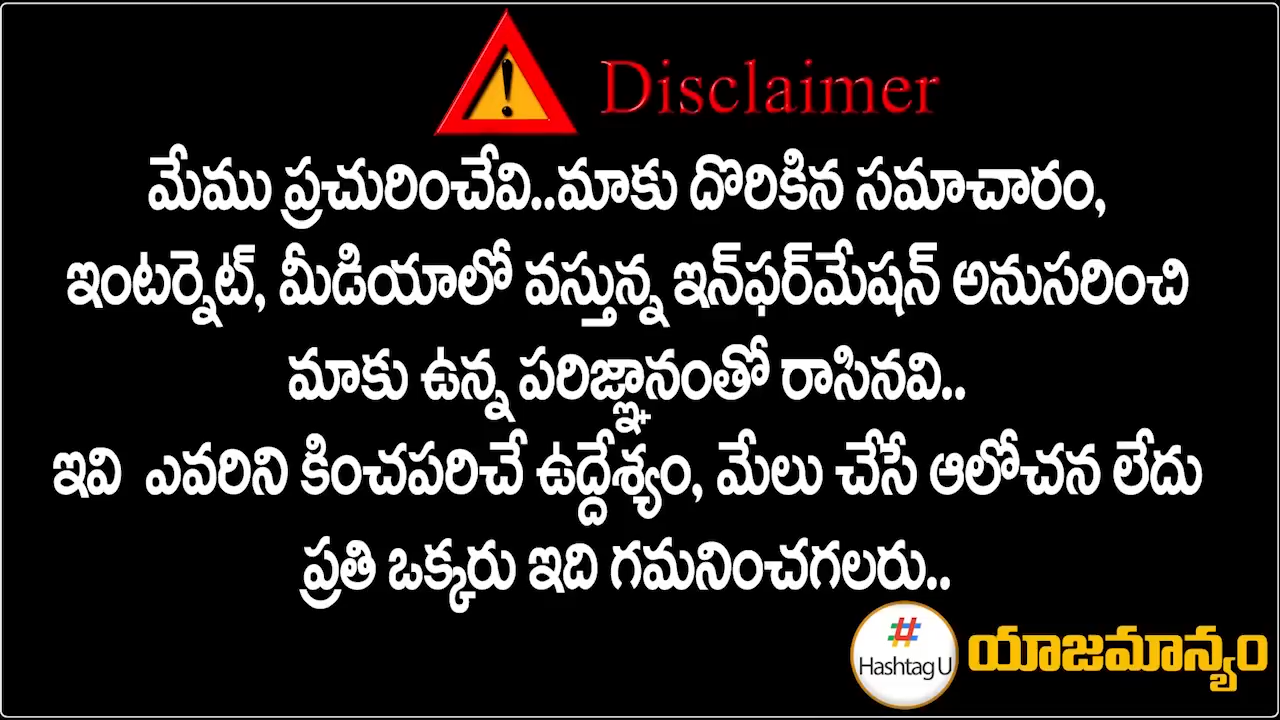 Disclaimer
మేము ప్రచురించేవి..మాకు దొరికిన సమాచారం,
ఇంటర్నెట్, మీడియాలో వస్తున్న ఇన్‌ఫర్‌మేషన్ అనుసరించి
మాకు ఉన్న పరిజ్ఞానంతో రాసినవి..
ఇవి ఎవరిని కించపరిచే ఉద్దేశ్యం, మేలు చేసే ఆలోచన లేదు
ప్రతి ఒక్కరు ఇది గమనించగలరు..
#
Hashtag U
యాజమాన్యం